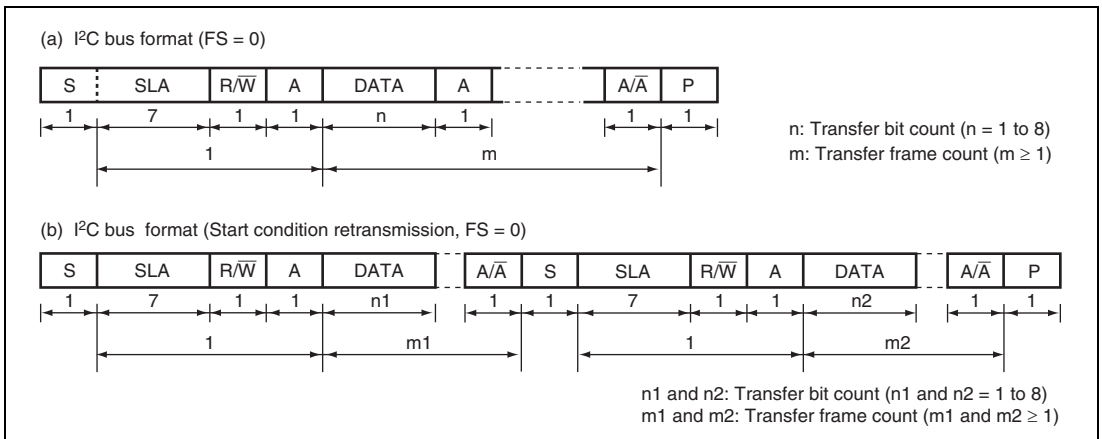 (a) I²C bus format (FS = 0)
S SLA R/W̅ A DATA A A/A̅ P
1 7 1 1 n 1 1 1
1 m
n: Transfer bit count (n = 1 to 8)
m: Transfer frame count (m ≥ 1)
(b) I²C bus format (Start condition retransmission, FS = 0)
S SLA R/W̅ A DATA A/A̅ S SLA R/W̅ A DATA A/A̅ P
1 7 1 1 n1 1 1 7 1 1 n2 1 1
1 m1 1 m2
n1 and n2: Transfer bit count (n1 and n2 = 1 to 8)
m1 and m2: Transfer frame count (m1 and m2 ≥ 1)